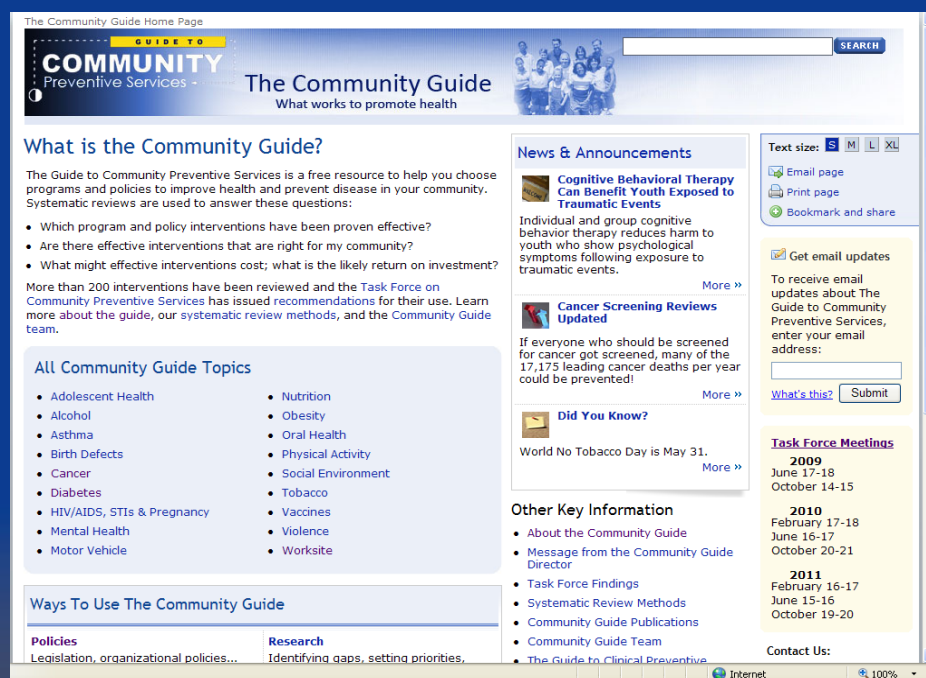 The Community Guide Home Page
GUIDE TO
COMMUNITY
Preventive Services
The Community Guide
What works to promote health
SEARCH
What is the Community Guide?
The Guide to Community Preventive Services is a free resource to help you choose
programs and policies to improve health and prevent disease in your community.
Systematic reviews are used to answer these questions:
• Which program and policy interventions have been proven effective?
• Are there effective interventions that are right for my community?
• What might effective interventions cost; what is the likely return on investment?
More than 200 interventions have been reviewed and the Task Force on
Community Preventive Services has issued recommendations for their use. Learn
more about the guide, our systematic review methods, and the Community Guide
team.
All Community Guide Topics
• Adolescent Health
• Alcohol
• Asthma
• Birth Defects
• Cancer
• Diabetes
• HIV/AIDS, STIs & Pregnancy
• Mental Health
• Motor Vehicle
• Nutrition
• Obesity
• Oral Health
• Physical Activity
• Social Environment
• Tobacco
• Vaccines
• Violence
• Worksite
Ways To Use The Community Guide
Policies
Legislation, organizational policies...
Research
Identifying gaps, setting priorities,
News & Announcements
Cognitive Behavioral Therapy
Can Benefit Youth Exposed to
Traumatic Events
Individual and group cognitive
behavior therapy reduces harm to
youth who show psychological
symptoms following exposure to
traumatic events.
More »
Cancer Screening Reviews
Updated
If everyone who should be screened
for cancer got screened, many of the
17,175 leading cancer deaths per year
could be prevented!
More »
Did You Know?
World No Tobacco Day is May 31.
More »
Other Key Information
• About the Community Guide
• Message from the Community Guide
Director
• Task Force Findings
• Systematic Review Methods
• Community Guide Publications
• Community Guide Team
• The Guide to Clinical Preventive
Text size: S M L XL
Email page
Print page
Bookmark and share
Get email updates
To receive email
updates about The
Guide to Community
Preventive Services,
enter your email
address:
What's this? Submit
Task Force Meetings
2009
June 17-18
October 14-15
2010
February 17-18
June 16-17
October 20-21
2011
February 16-17
June 15-16
October 19-20
Contact Us:
Internet
100%